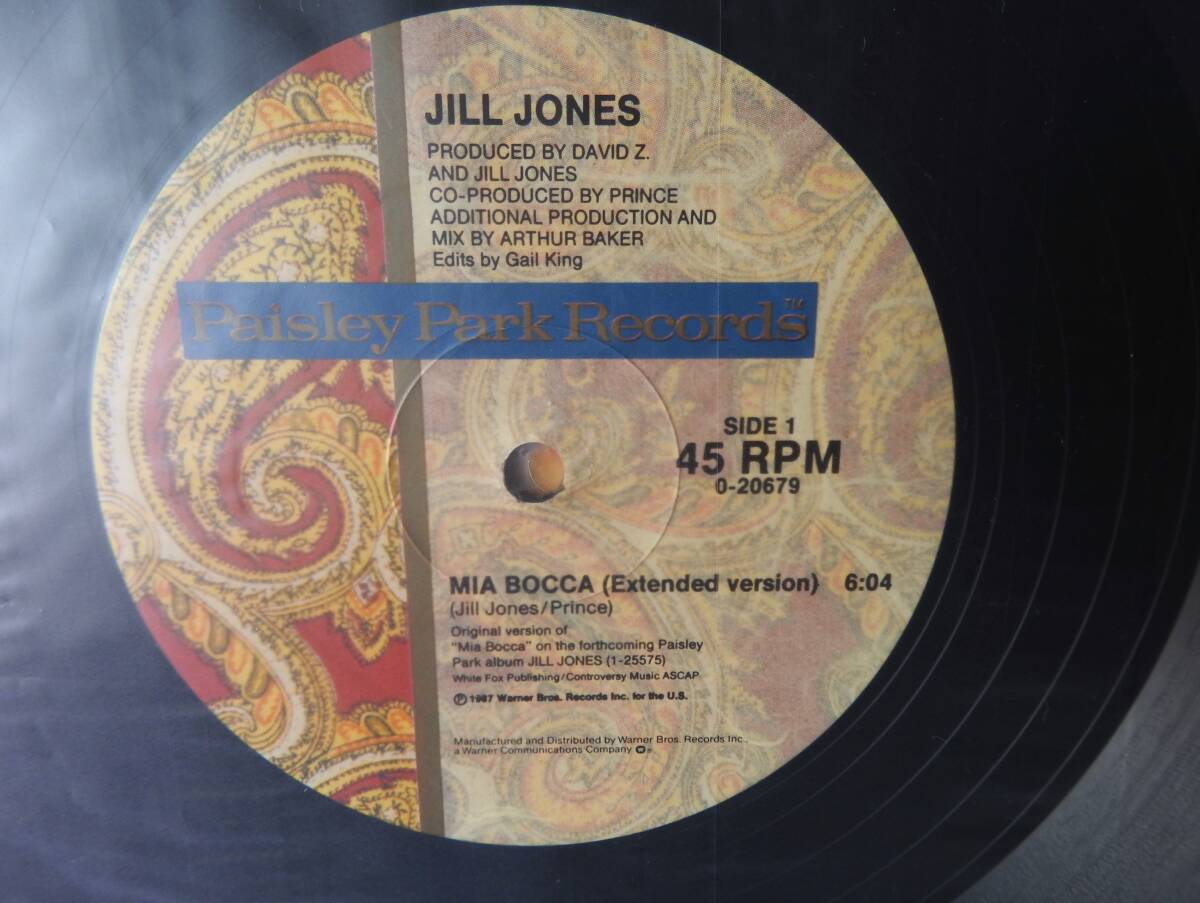 JILL JONES
PRODUCED BY DAVID Z.
AND JILL JONES
CO-PRODUCED BY PRINCE
ADDITIONAL PRODUCTION AND
MIX BY ARTHUR BAKER
Edits by Gail King
Paisley Park Records™
SIDE 1
45 RPM
0-20679
MIA BOCCA (Extended version) 6:04
(Jill Jones/Prince)
Original version of
"Mia Bocca" on the forthcoming Paisley
Park album JILL JONES (1-25575)
White Fox Publishing/Controversy Music ASCAP
℗ 1987 Warner Bros. Records Inc. for the U.S.
Manufactured and Distributed by Warner Bros. Records Inc.,
a Warner Communications Company ®.